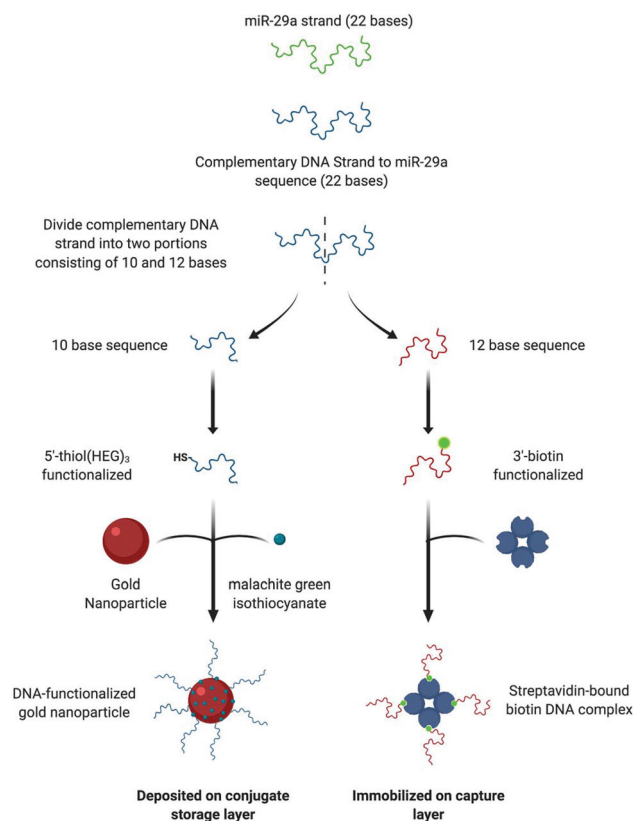 miR-29a strand (22 bases)
Complementary DNA Strand to miR-29a
sequence (22 bases)
Divide complementary DNA
strand into two portions
consisting of 10 and 12 bases
10 base sequence
12 base sequence
5'-thiol(HEG)₃
functionalized
HS-
3'-biotin
functionalized
Gold
Nanoparticle
malachite green
isothiocyanate
DNA-functionalized
gold nanoparticle
Streptavidin-bound
biotin DNA complex
Deposited on conjugate
storage layer
Immobilized on capture
layer